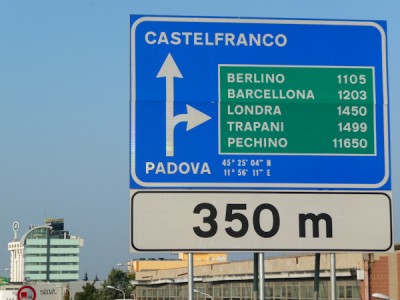 CASTELFRANCO
BERLINO 1105
BARCELLONA 1203
LONDRA 1450
TRAPANI 1499
PECHINO 11650
PADOVA
45° 25' 04" N
11° 56' 11" E
350 m